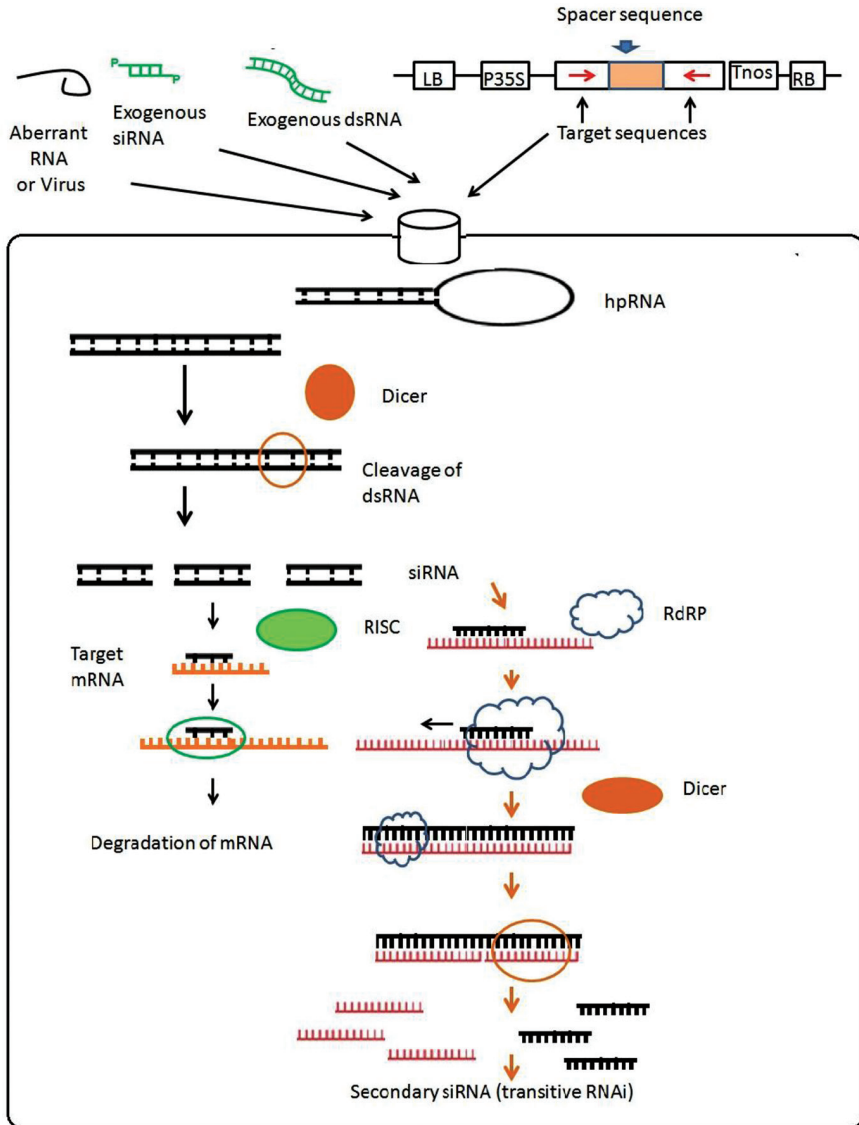 Spacer sequence
LB
P35S
Tnos
RB
P
P
Exogenous
siRNA
Exogenous dsRNA
Aberrant
RNA
or Virus
Target sequences
hpRNA
Dicer
Cleavage of
dsRNA
siRNA
RISC
RdRP
Target
mRNA
Dicer
Degradation of mRNA
Secondary siRNA (transitive RNAi)